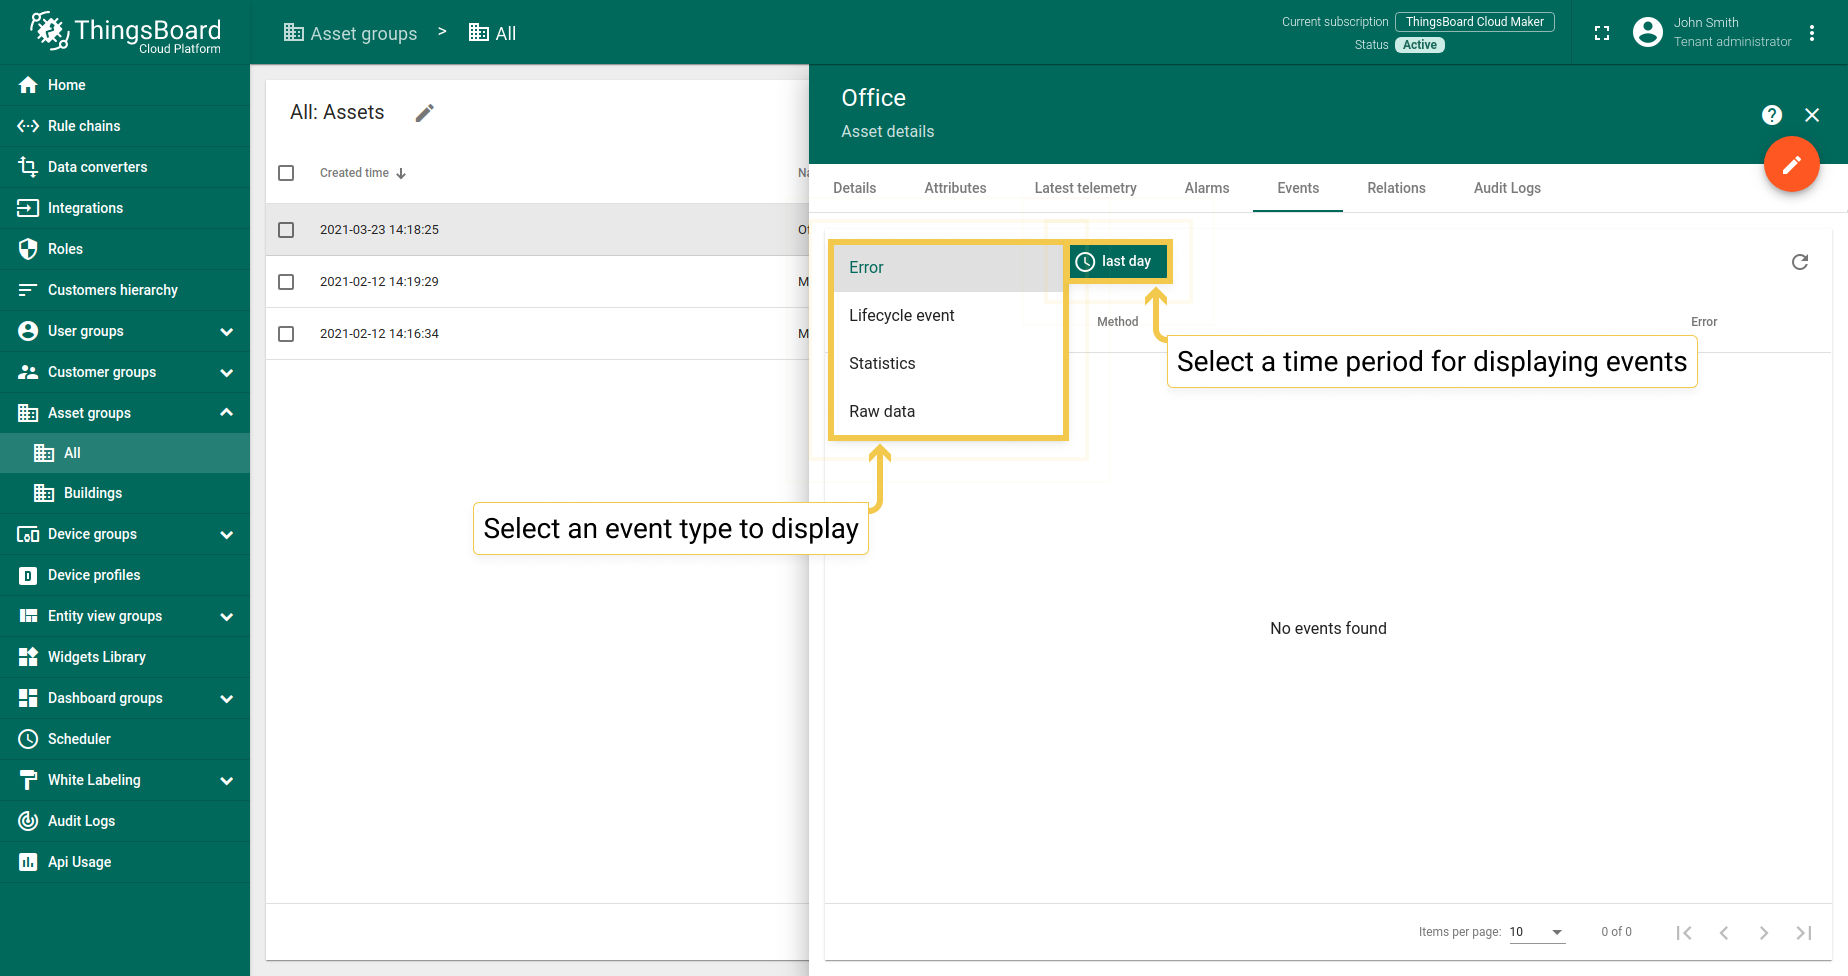 ThingsBoard
Cloud Platform
Asset groups > All
Current subscription ThingsBoard Cloud Maker
Status Active
John Smith
Tenant administrator
Home
Rule chains
Data converters
Integrations
Roles
Customers hierarchy
User groups
Customer groups
Asset groups
All
Buildings
Device groups
Device profiles
Entity view groups
Widgets Library
Dashboard groups
Scheduler
White Labeling
Audit Logs
Api Usage
All: Assets
Created time
Na
2021-03-23 14:18:25
Of
2021-02-12 14:19:29
M
2021-02-12 14:16:34
M
Office
Asset details
Details Attributes Latest telemetry Alarms Events Relations Audit Logs
Error
Lifecycle event
Statistics
Raw data
last day
Method Error
Select a time period for displaying events
Select an event type to display
No events found
Items per page: 10 0 of 0